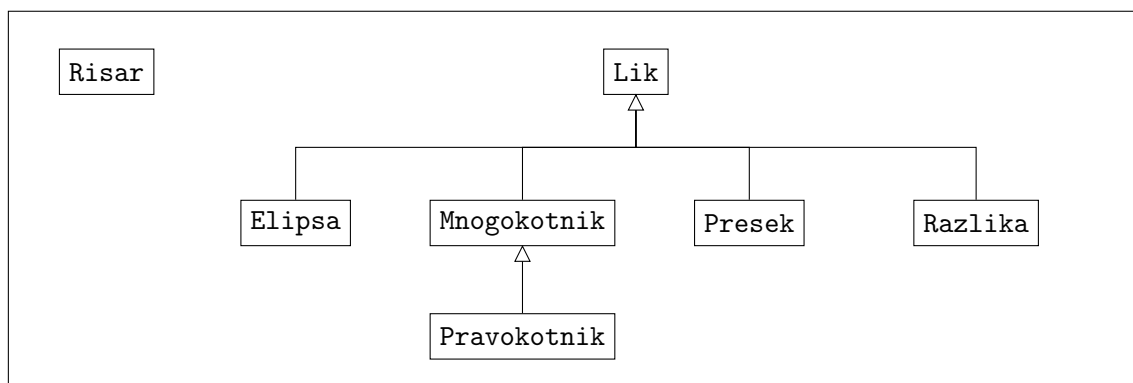 Risar
Lik
Elipsa
Mnogokotnik
Presek
Razlika
Pravokotnik